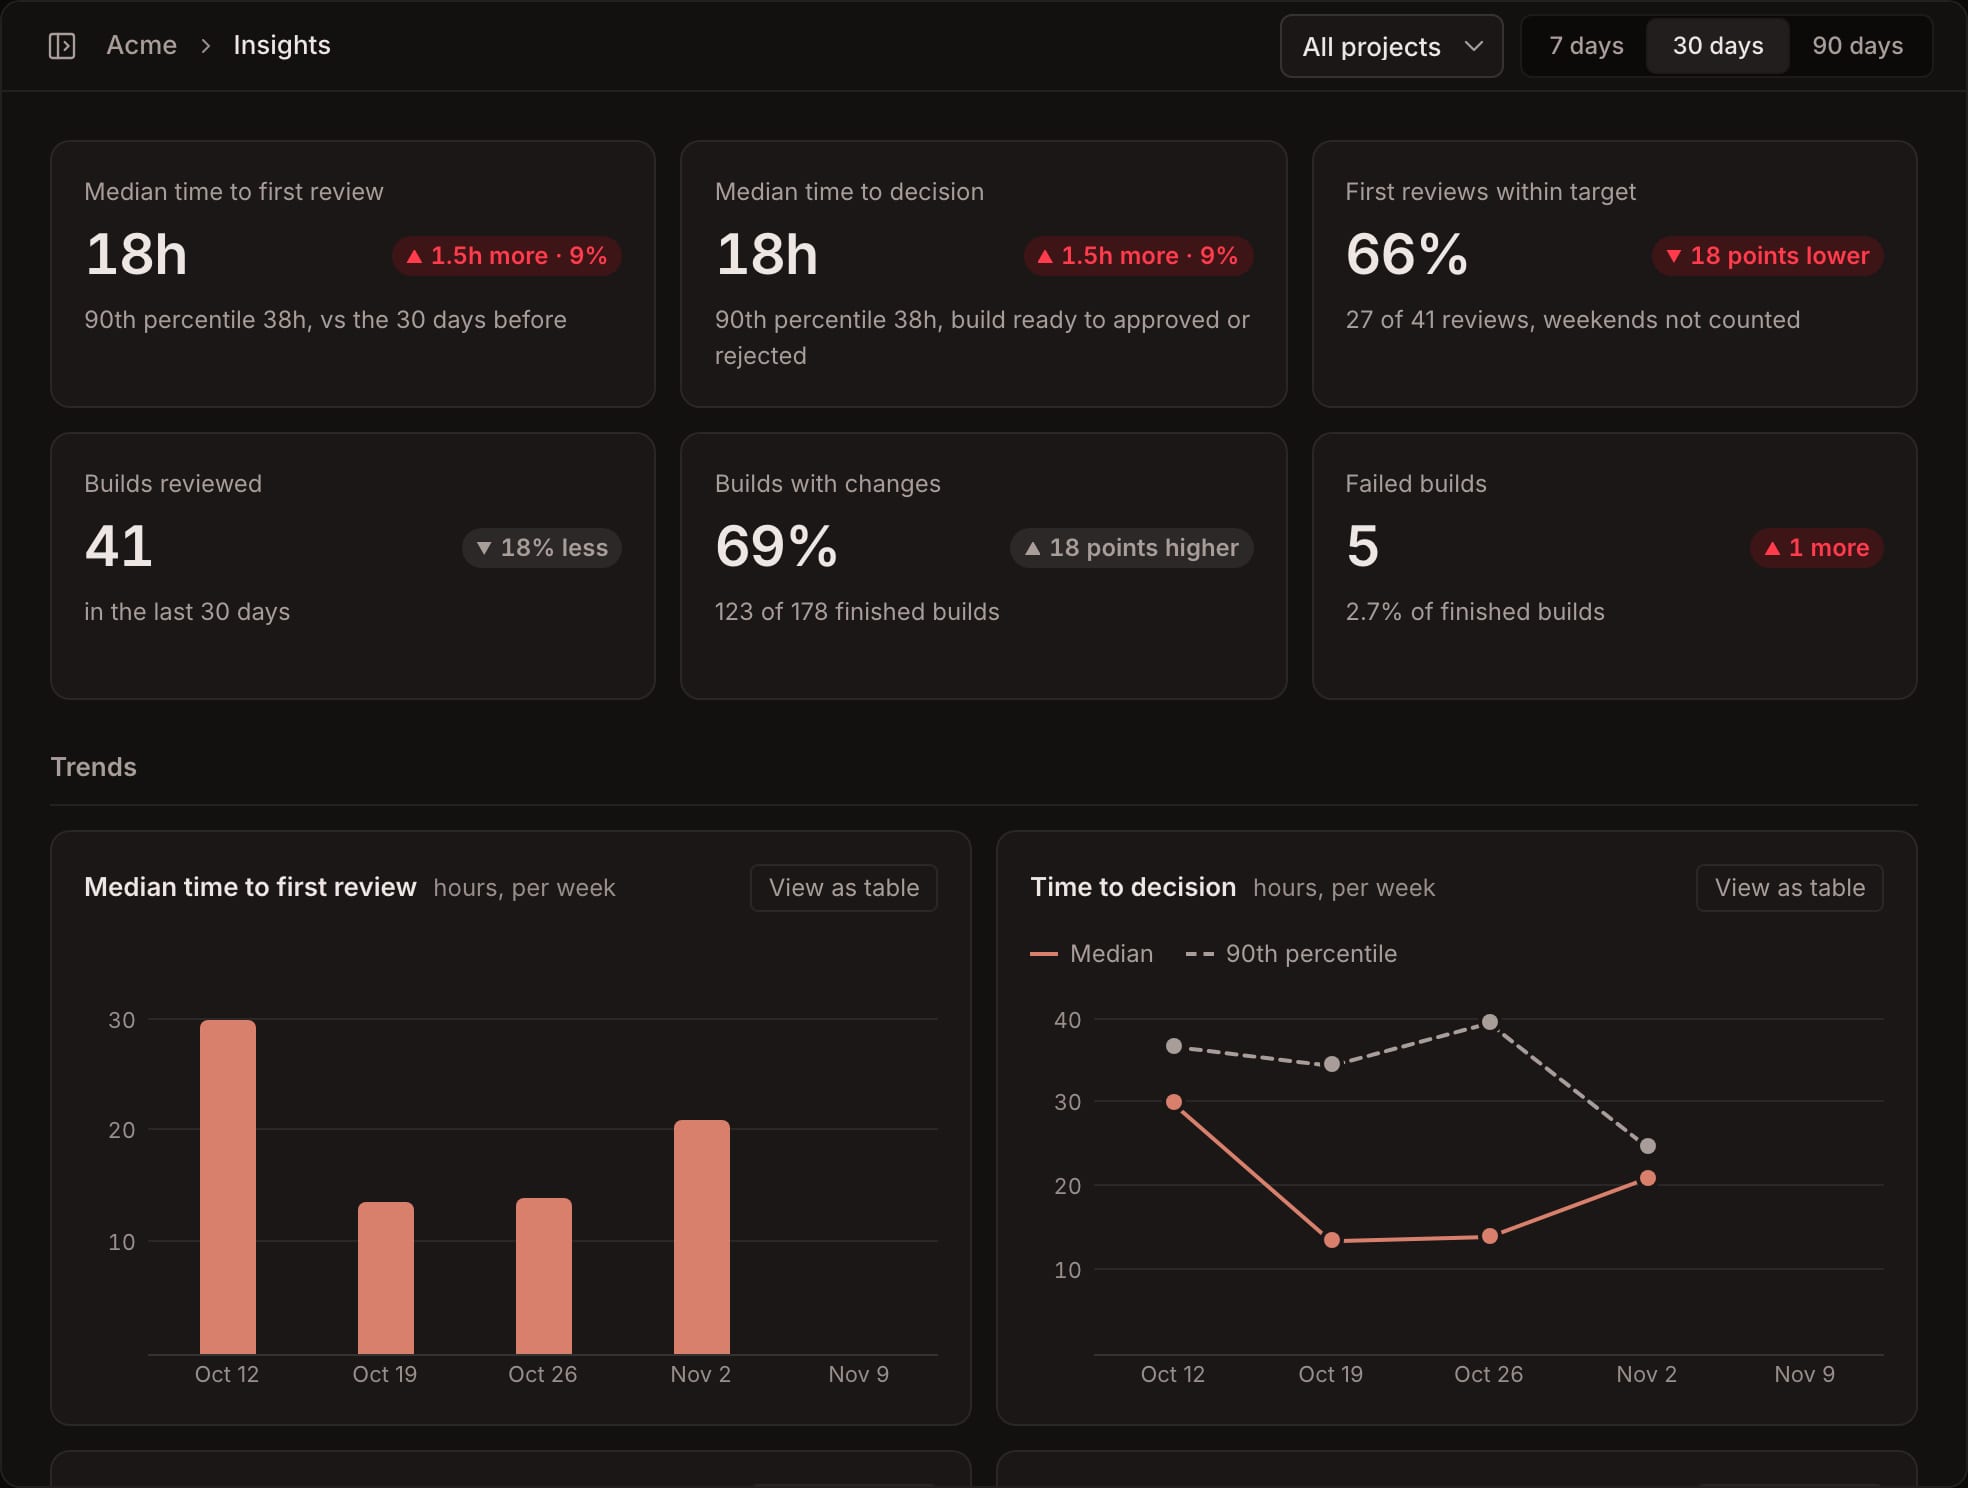 Acme > Insights
All projects
7 days 30 days 90 days
Median time to first review
18h
▲ 1.5h more · 9%
90th percentile 38h, vs the 30 days before
Median time to decision
18h
▲ 1.5h more · 9%
90th percentile 38h, build ready to approved or
rejected
First reviews within target
66%
▼ 18 points lower
27 of 41 reviews, weekends not counted
Builds reviewed
41
▼ 18% less
in the last 30 days
Builds with changes
69%
▲ 18 points higher
123 of 178 finished builds
Failed builds
5
▲ 1 more
2.7% of finished builds
Trends
Median time to first review hours, per week
View as table
30
20
10
Oct 12 Oct 19 Oct 26 Nov 2 Nov 9
Time to decision hours, per week
View as table
Median 90th percentile
40
30
20
10
Oct 12 Oct 19 Oct 26 Nov 2 Nov 9